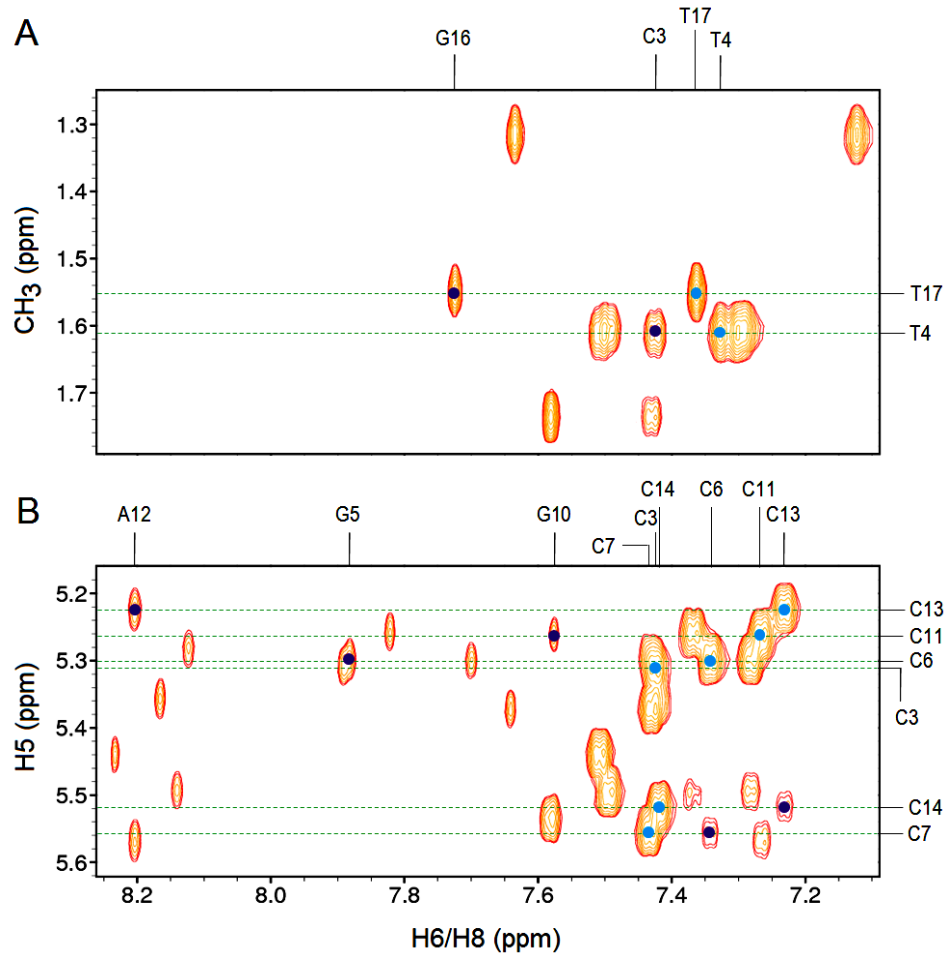 A
T17
G16 C3 T4
1.3
1.4
1.5
1.6
1.7
CH3 (ppm)
T17
T4
B
C14 C6 C11
A12 G5 G10 C3 C13
C7
5.2
5.3
5.4
5.5
5.6
H5 (ppm)
C13
C11
C6
C3
C14
C7
8.2 8.0 7.8 7.6 7.4 7.2
H6/H8 (ppm)